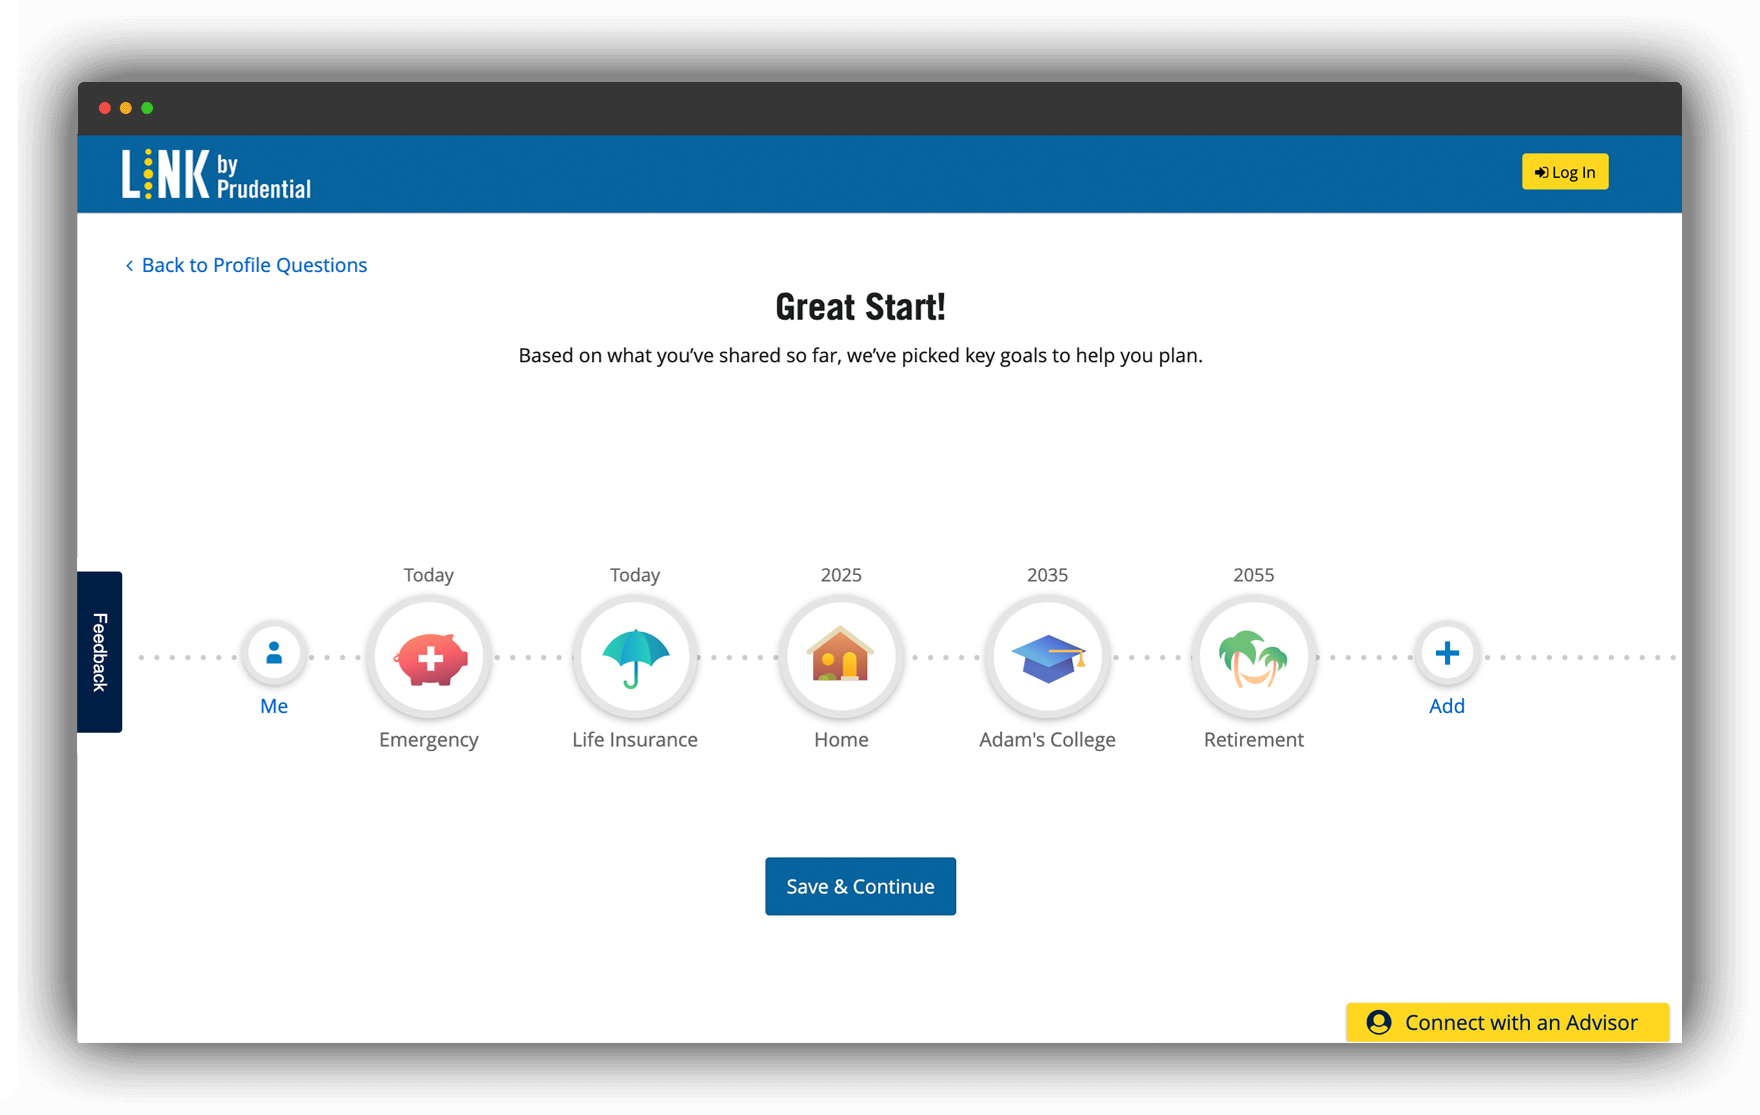 LINK by
Prudential
Log In
Back to Profile Questions
Great Start!
Based on what you’ve shared so far, we’ve picked key goals to help you plan.
Today
Today
2025
2035
2055
Feedback
Me
Add
Emergency
Life Insurance
Home
Adam's College
Retirement
Save & Continue
Connect with an Advisor